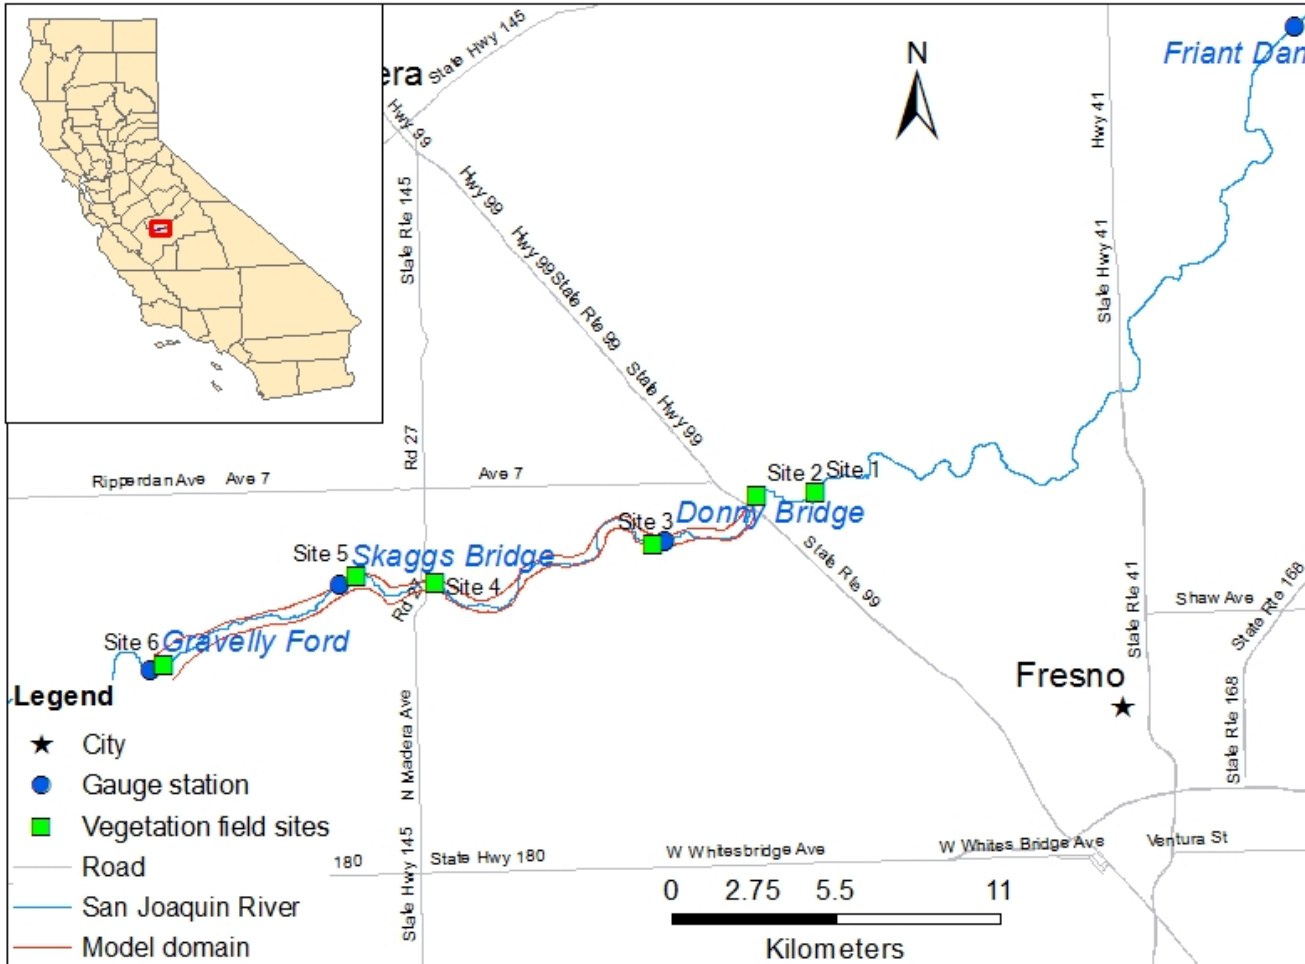 State Hwy 145
Friant Dam
era
N
Hwy 99
Hwy 41
Hwy 99
State Rte 145
Hwy 99
State Rte 99
State Hwy 41
State Hwy 99
Rd 27
Ripperdan Ave
Ave 7
Ave 7
Site 2
Site 1
Site 3
Donny Bridge
Site 5
Skaggs Bridge
Site 4
Rd 27
State Rte 99
State Rte 168
Shaw Ave
State Rte 41
Site 6
Gravelly Ford
Fresno
State Rte 168
N Madera Ave
Legend
City
Gauge station
Vegetation field sites
Road
San Joaquin River
Model domain
180
State Hwy 180
State Hwy 145
W Whitesbridge Ave
W Whites Bridge Ave
Ventura St
0 2.75 5.5 11
Kilometers